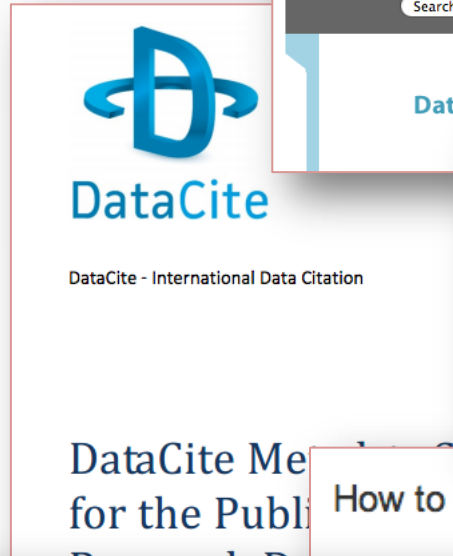 Search
Dat
DataCite
DataCite - International Data Citation
DataCite Me
for the Publi
How to